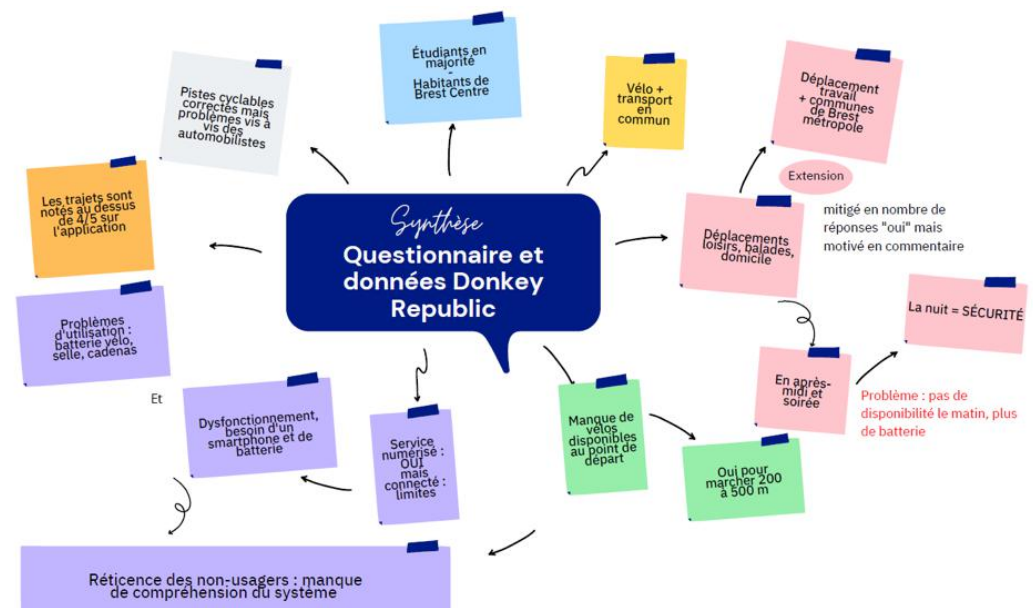 Étudiants en
majorité
-
Habitants de
Brest Centre
Pistes cyclables
correctes mais
problèmes vis à
vis des
automobilistes
Vélo +
transport
en
commun
Déplacement
travail
+ communes
de Brest
métropole
Extension
mitigé en nombre de
réponses "oui" mais
motivé en commentaire
Les trajets sont
notés au dessus
de 4/5 sur
l'application
Synthèse
Questionnaire et
données Donkey
Republic
Déplacements
loisirs, balades,
domicile
La nuit = SÉCURITÉ
Problèmes
d'utilisation :
batterie vélo,
selle, cadenas
En après-
midi et
soirée
Problème : pas de
disponibilité le matin, plus
de batterie
Et
Dysfonctionnement,
besoin d'un
smartphone et de
batterie
Service
numérisé :
OUI
mais
connecté :
limites
Manque de
vélos
disponibles
au point de
départ
Oui pour
marcher 200
à 500 m
Réticence des non-usagers : manque
de compréhension du système